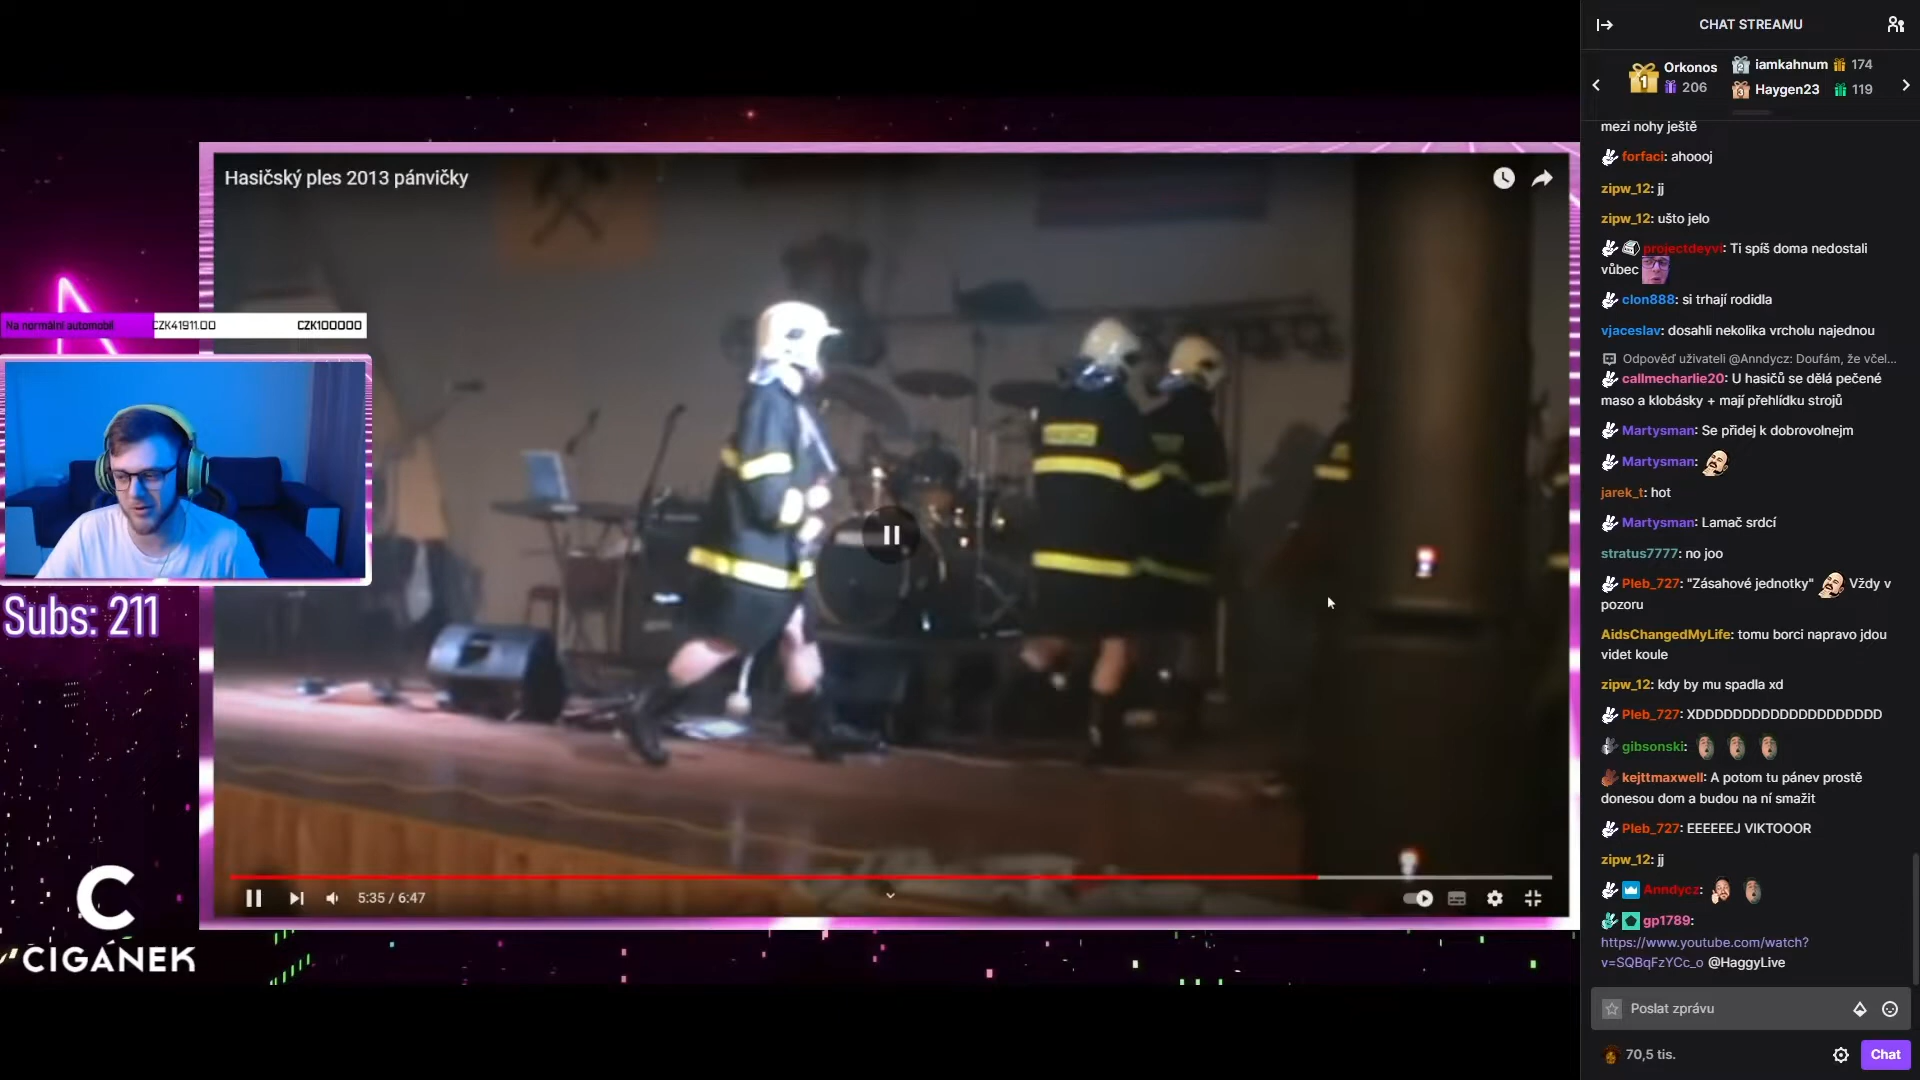 Hasičský ples 2013 pánvičky
Na normální automobil
CZK41911.00
CZK100000
Subs: 211
C
CIGÁNEK
5:35 / 6:47
CHAT STREAMU
1
Orkonos
206
2
iamkahnum
174
3
Haygen23
119
mezi nohy ještě
forfaci: ahoooj
zipw_12: jj
zipw_12: ušto jelo
projectdeyvi: Ti spíš doma nedostali
vůbec
clon888: si trhají rodidla
vjaceslav: dosahli nekolika vrcholu najednou
Odpověď uživateli @Anndycz: Doufám, že včel...
callmecharlie20: U hasičů se dělá pečené
maso a klobásky + mají přehlídku strojů
Martysman: Se přidej k dobrovolnejm
Martysman:
jarek_t: hot
Martysman: Lamač srdcí
stratus7777: no joo
Pleb_727: "Zásahové jednotky" Vždy v
pozoru
AidsChangedMyLife: tomu borci napravo jdou
videt koule
zipw_12: kdy by mu spadla xd
Pleb_727: XDDDDDDDDDDDDDDDDDDDD
gibsonski:
kejttmaxwell: A potom tu pánev prostě
donesou dom a budou na ní smažit
Pleb_727: EEEEEEJ VIKTOOOR
zipw_12: jj
Anndycz:
gp1789:
https://www.youtube.com/watch?
v=SQBqFzYCc_o @HaggyLive
Poslat zprávu
70,5 tis.
Chat